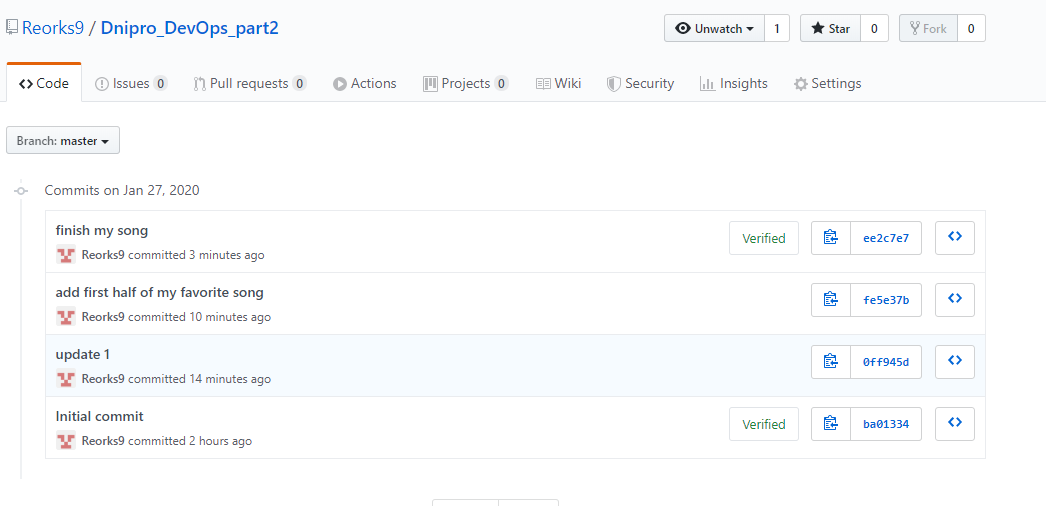 Reorks9 / Dnipro_DevOps_part2
Unwatch 1 Star 0 Fork 0
Code Issues 0 Pull requests 0 Actions Projects 0 Wiki Security Insights Settings
Branch: master
Commits on Jan 27, 2020
finish my song
Reorks9 committed 3 minutes ago
Verified ee2c7e7
add first half of my favorite song
Reorks9 committed 10 minutes ago
fe5e37b
update 1
Reorks9 committed 14 minutes ago
0ff945d
Initial commit
Reorks9 committed 2 hours ago
Verified ba01334